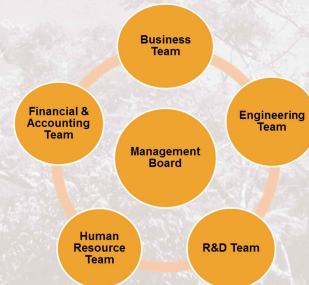 Business
Team
Financial &
Accounting
Team
Engineering
Team
Management
Board
Human
Resource
Team
R&D Team